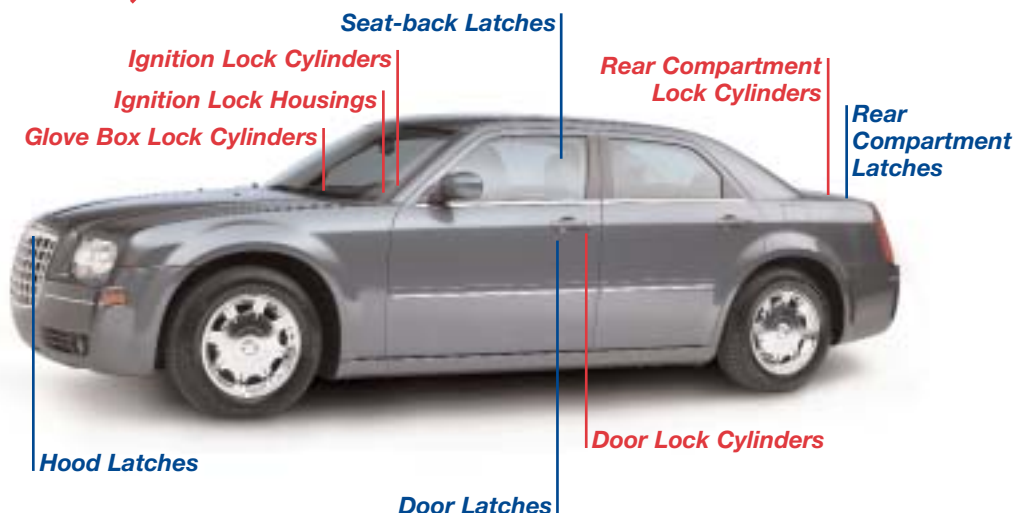 Seat-back Latches
Ignition Lock Cylinders
Ignition Lock Housings
Glove Box Lock Cylinders
Rear Compartment
Lock Cylinders
Rear
Compartment
Latches
Door Lock Cylinders
Hood Latches
Door Latches